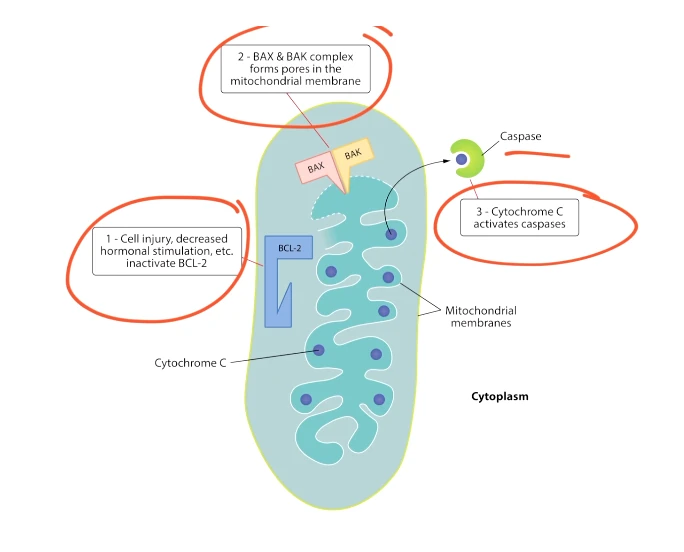 2 - BAX & BAK complex
forms pores in the
mitochondrial membrane
Caspase
BAX
BAK
3 - Cytochrome C
activates caspases
1 - Cell injury, decreased
hormonal stimulation, etc.
inactivate BCL-2
BCL-2
Mitochondrial
membranes
Cytochrome C
Cytoplasm